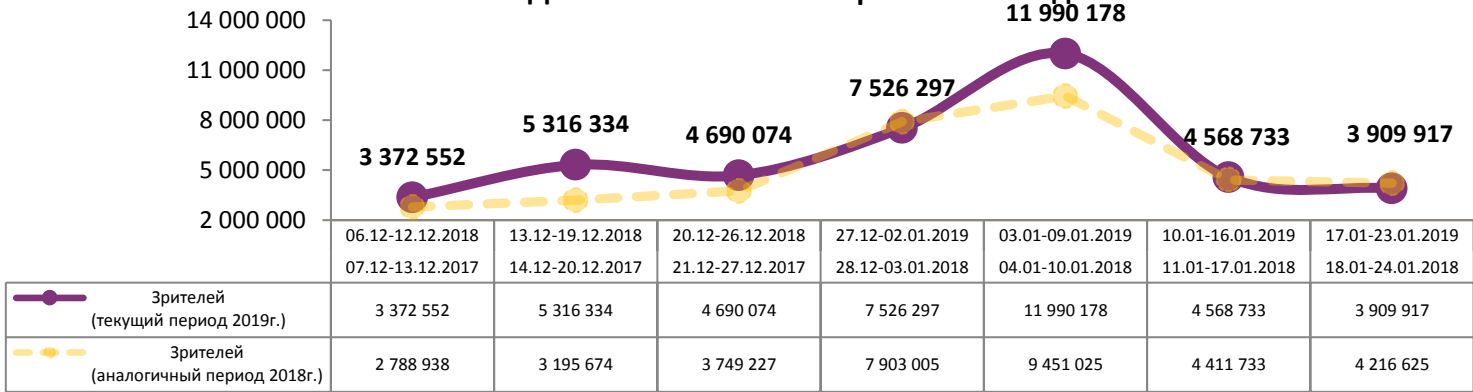 14 000 000
11 990 178
11 000 000
7 526 297
8 000 000
5 316 334
4 690 074
4 568 733
3 909 917
3 372 552
5 000 000
2 000 000
06.12-12.12.2018 13.12-19.12.2018 20.12-26.12.2018 27.12-02.01.2019 03.01-09.01.2019 10.01-16.01.2019 17.01-23.01.2019
07.12-13.12.2017 14.12-20.12.2017 21.12-27.12.2017 28.12-03.01.2018 04.01-10.01.2018 11.01-17.01.2018 18.01-24.01.2018
Зрителей
(текущий период 2019г.) 3 372 552 5 316 334 4 690 074 7 526 297 11 990 178 4 568 733 3 909 917
Зрителей
(аналогичный период 2018г.) 2 788 938 3 195 674 3 749 227 7 903 005 9 451 025 4 411 733 4 216 625